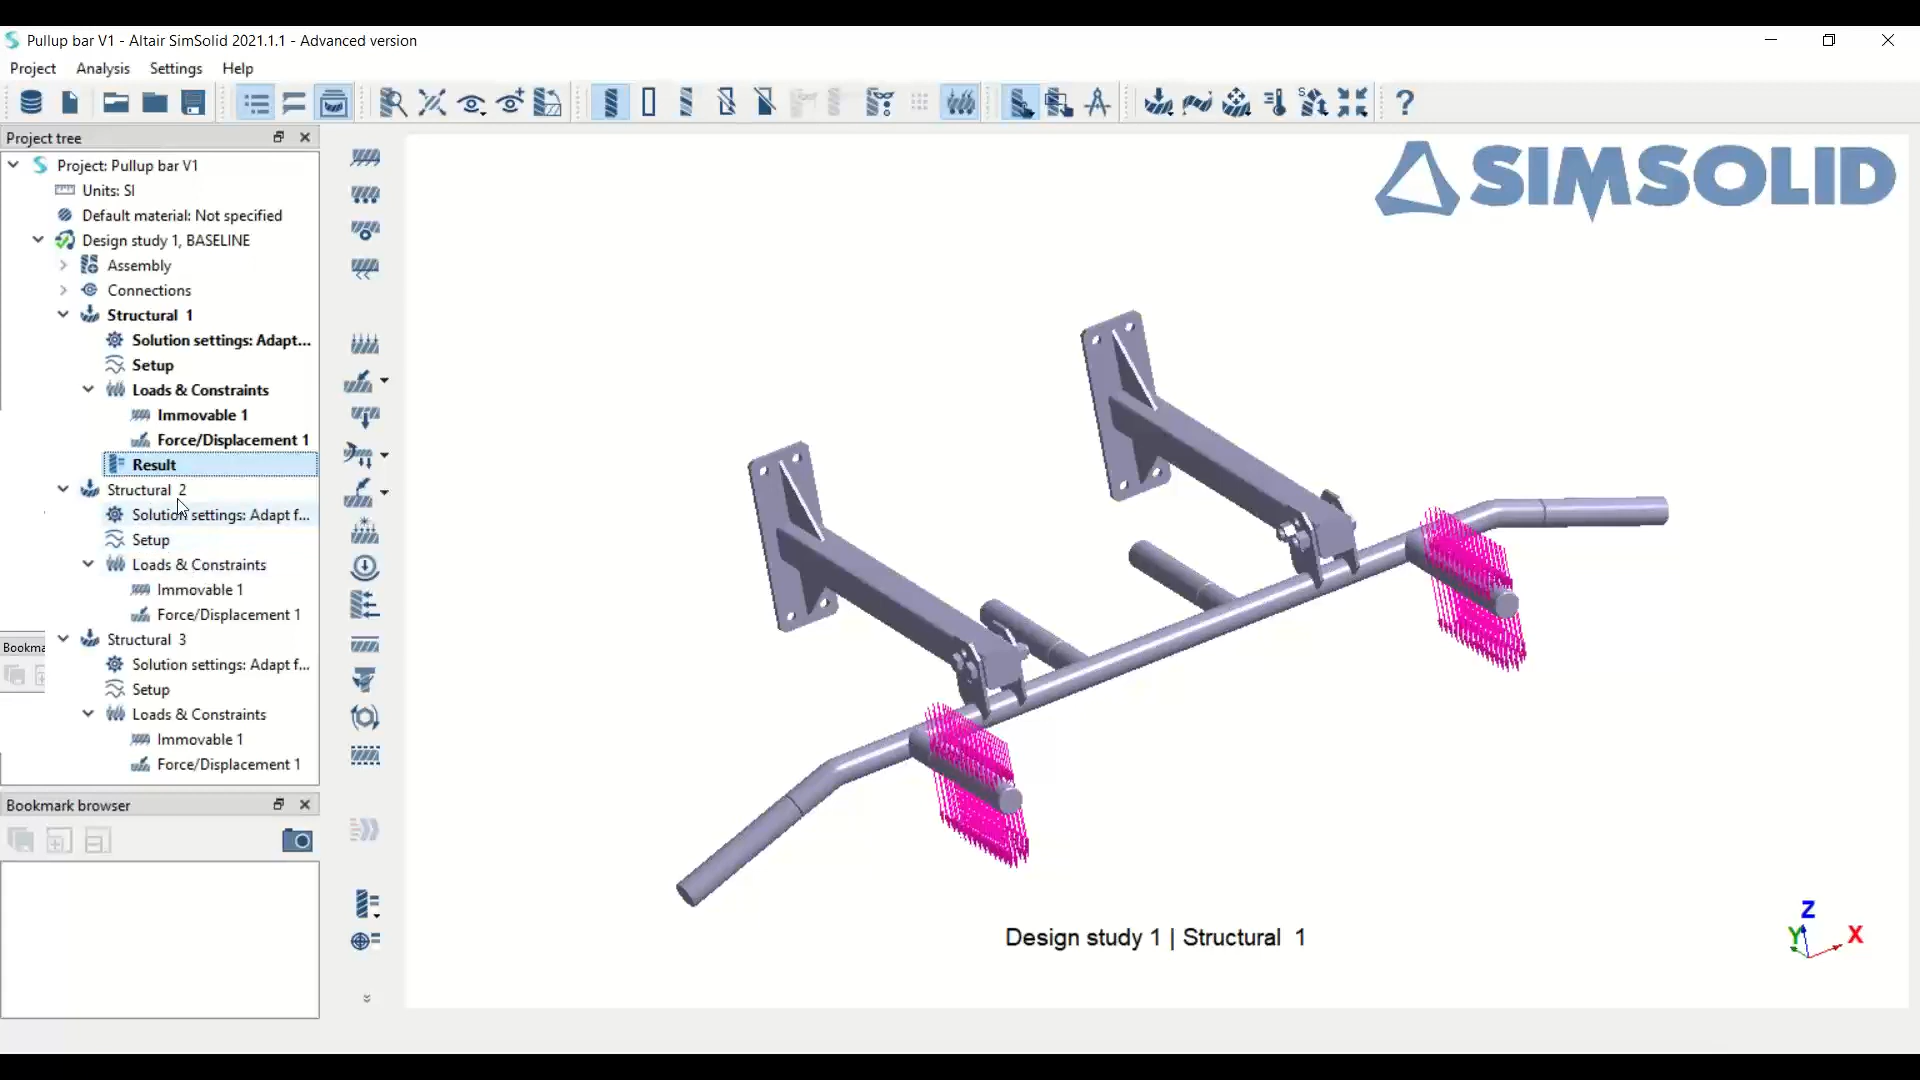 Pullup bar V1 - Altair SimSolid 2021.1.1 - Advanced version
Project Analysis Settings Help
Project tree
Project: Pullup bar V1
Units: SI
Default material: Not specified
Design study 1, BASELINE
Assembly
Connections
Structural 1
Solution settings: Adapt...
Setup
Loads & Constraints
Immovable 1
Force/Displacement 1
Result
Structural 2
Solution settings: Adapt f...
Setup
Loads & Constraints
Immovable 1
Force/Displacement 1
Structural 3
Bookma
Solution settings: Adapt f...
Setup
Loads & Constraints
Immovable 1
Force/Displacement 1
Bookmark browser
SIMSOLID
Design study 1 | Structural 1
Z
Y
X